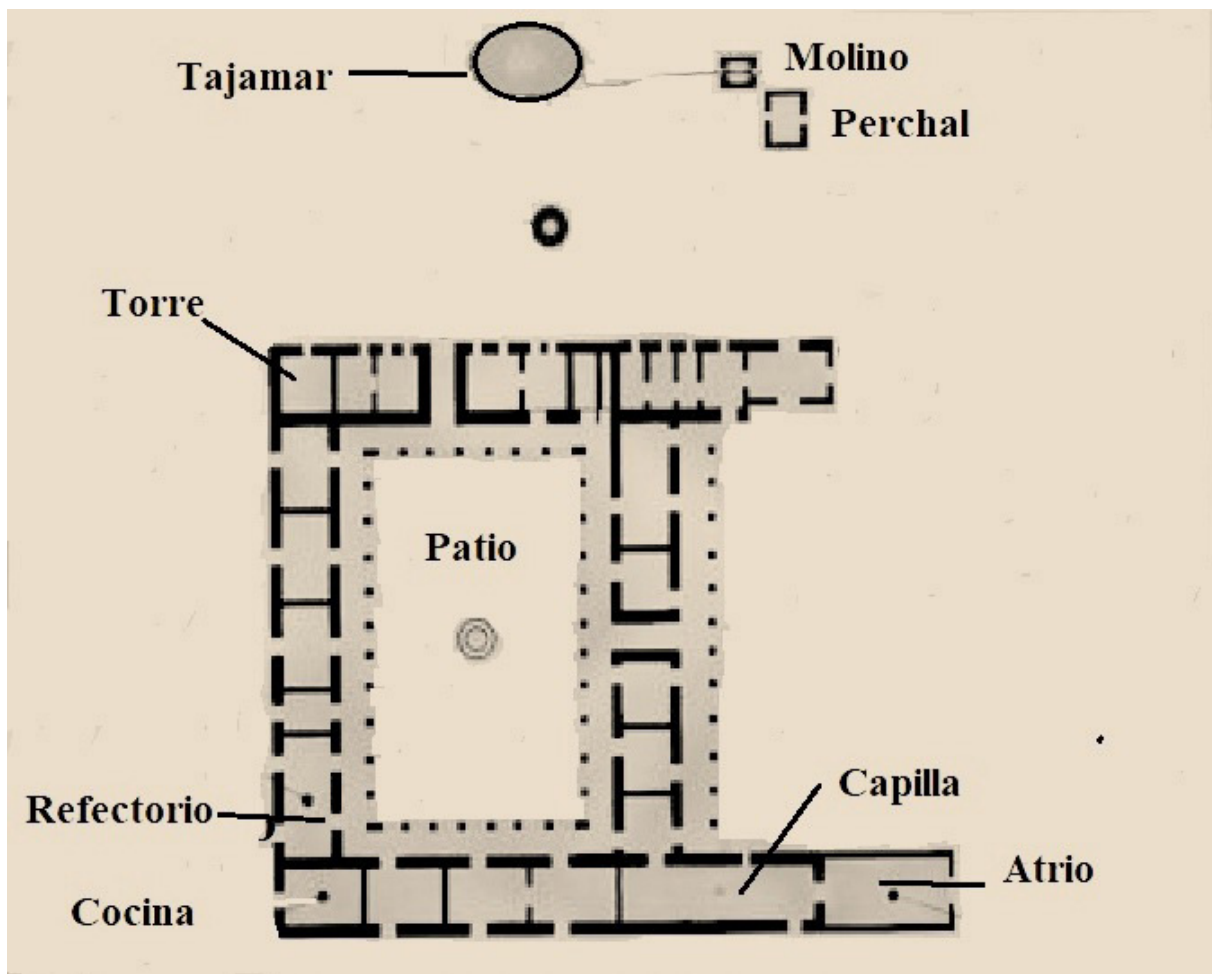 Molino
Tajamar
Perchal
Torre
Patio
Capilla
Refectorio
Atrio
Cocina